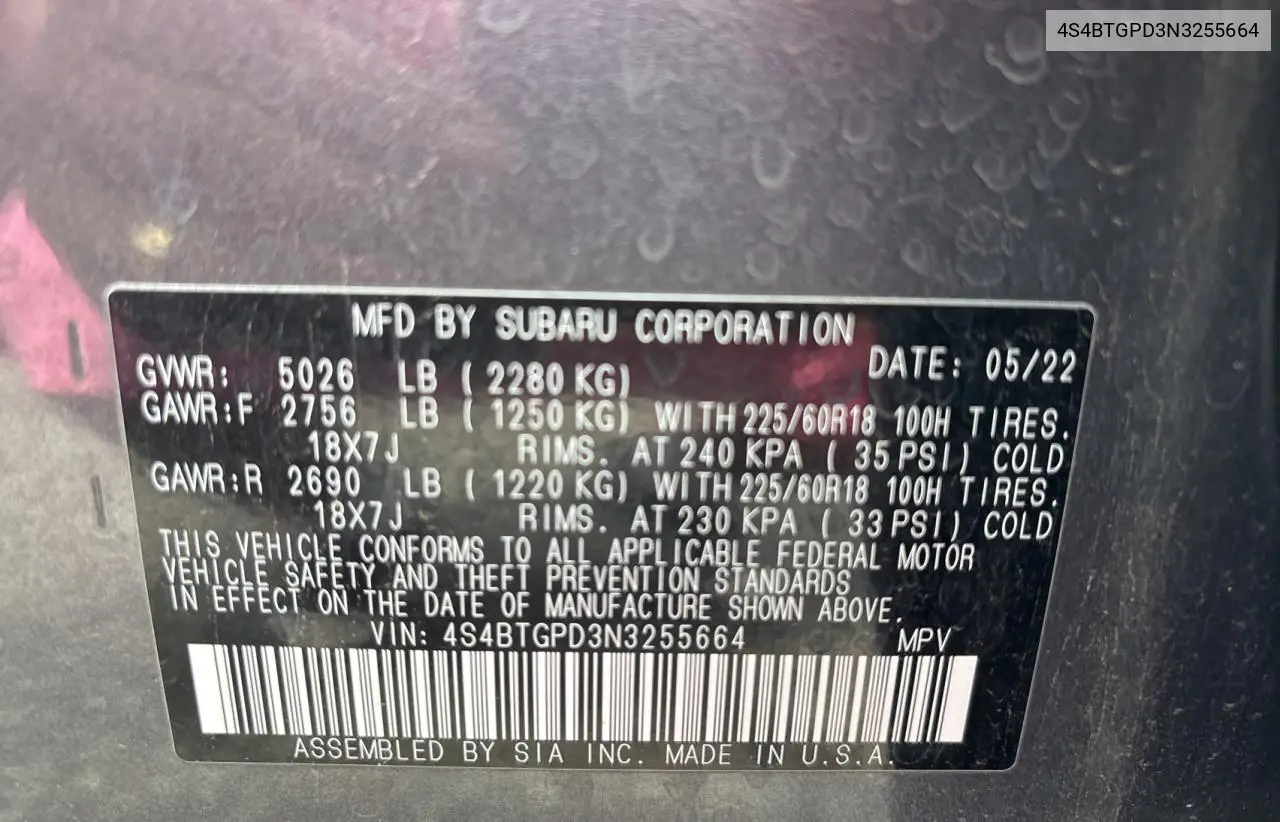 4S4BTGPD3N3255664
MFD BY SUBARU CORPORATION
DATE: 05/22
GVWR: 5026 LB ( 2280 KG)
GAWR:F 2756 LB ( 1250 KG) WITH 225/60R18 100H TIRES.
18X7J RIMS. AT 240 KPA ( 35 PSI) COLD
GAWR:R 2690 LB ( 1220 KG) WITH 225/60R18 100H TIRES.
18X7J RIMS. AT 230 KPA ( 33 PSI) COLD
THIS VEHICLE CONFORMS TO ALL APPLICABLE FEDERAL MOTOR
VEHICLE SAFETY AND THEFT PREVENTION STANDARDS
IN EFFECT ON THE DATE OF MANUFACTURE SHOWN ABOVE.
VIN: 4S4BTGPD3N3255664 MPV
ASSEMBLED BY SIA INC. MADE IN U.S.A.